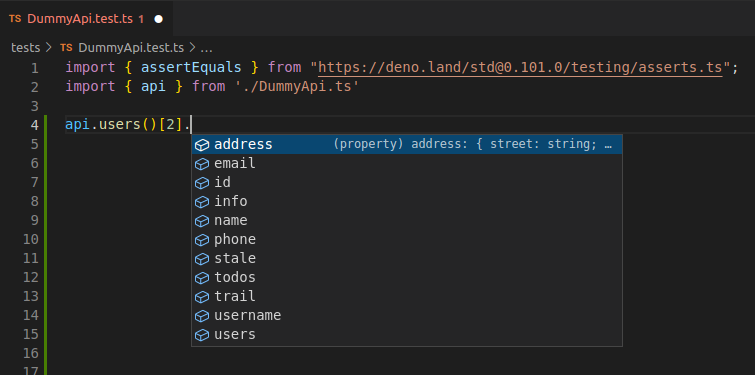 TS DummyApi.test.ts 1 ●
tests > TS DummyApi.test.ts > ...
1 import { assertEquals } from "https://deno.land/std@0.101.0/testing/asserts.ts";
2 import { api } from './DummyApi.ts'
3
4 api.users()[2].
5 address (property) address: { street: string; …
6 email
7 id
8 info
9 name
10 phone
11 stale
12 todos
13 trail
14 username
15 users
16
17